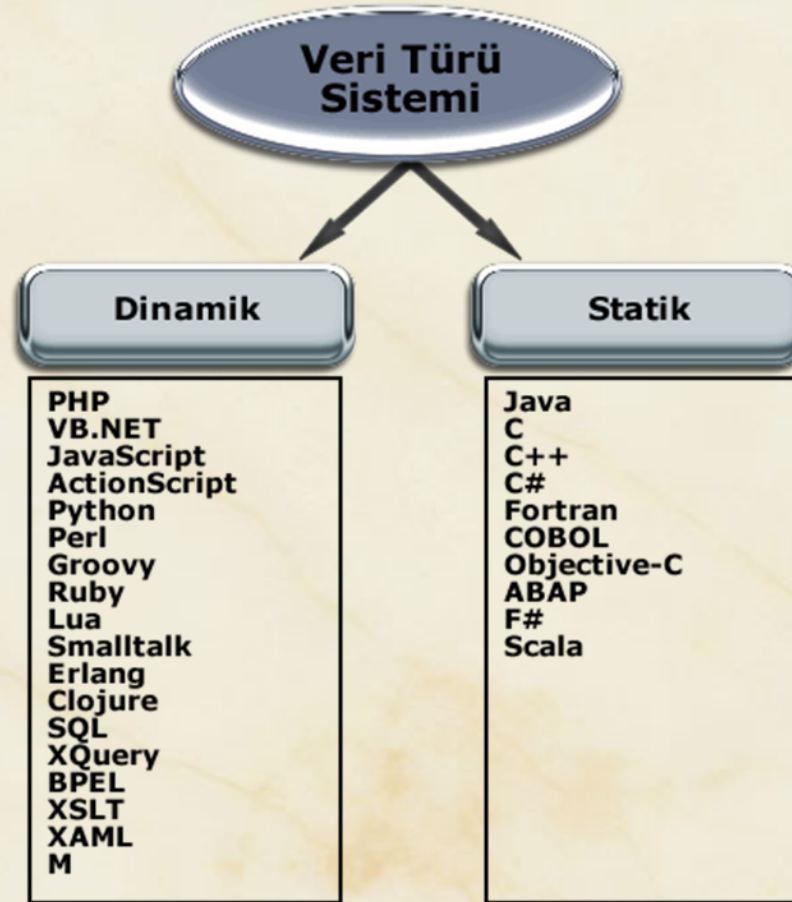 Veri Türü
Sistemi
Dinamik
PHP
VB.NET
JavaScript
ActionScript
Python
Perl
Groovy
Ruby
Lua
Smalltalk
Erlang
Clojure
SQL
XQuery
BPEL
XSLT
XAML
M
Statik
Java
C
C++
C#
Fortran
COBOL
Objective-C
ABAP
F#
Scala